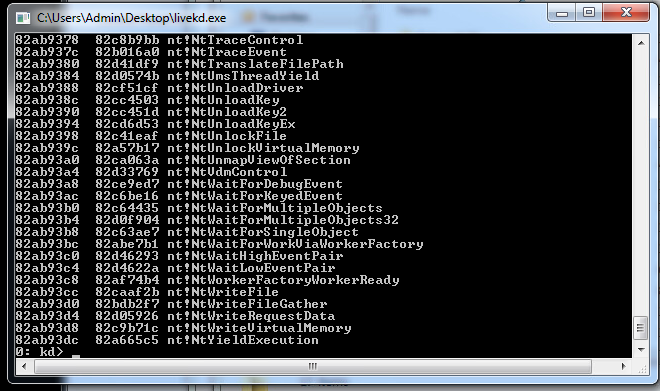 C:\Users\Admin\Desktop\livekd.exe
82ab9378  82c8b9bb nt!NtTraceControl
82ab937c  82b016a0 nt!NtTraceEvent
82ab9380  82d41df9 nt!NtTranslateFilePath
82ab9384  82d0574b nt!NtUmsThreadYield
82ab9388  82cf51cf nt!NtUnloadDriver
82ab938c  82cc4503 nt!NtUnloadKey
82ab9390  82cc451d nt!NtUnloadKey2
82ab9394  82cd6d53 nt!NtUnloadKeyEx
82ab9398  82c41eaf nt!NtUnlockFile
82ab939c  82a57b17 nt!NtUnlockVirtualMemory
82ab93a0  82ca063a nt!NtUnmapViewOfSection
82ab93a4  82d33769 nt!NtVdmControl
82ab93a8  82ce9ed7 nt!NtWaitForDebugEvent
82ab93ac  82c6be16 nt!NtWaitForKeyedEvent
82ab93b0  82c64435 nt!NtWaitForMultipleObjects
82ab93b4  82d0f904 nt!NtWaitForMultipleObjects32
82ab93b8  82c63ae7 nt!NtWaitForSingleObject
82ab93bc  82abe7b1 nt!NtWaitForWorkViaWorkerFactory
82ab93c0  82d46293 nt!NtWaitHighEventPair
82ab93c4  82d4622a nt!NtWaitLowEventPair
82ab93c8  82af74b4 nt!NtWorkerFactoryWorkerReady
82ab93cc  82caaf2b nt!NtWriteFile
82ab93d0  82bdb2f7 nt!NtWriteFileGather
82ab93d4  82d05926 nt!NtWriteRequestData
82ab93d8  82c9b71c nt!NtWriteVirtualMemory
82ab93dc  82a665c5 nt!NtYieldExecution
0: kd> _